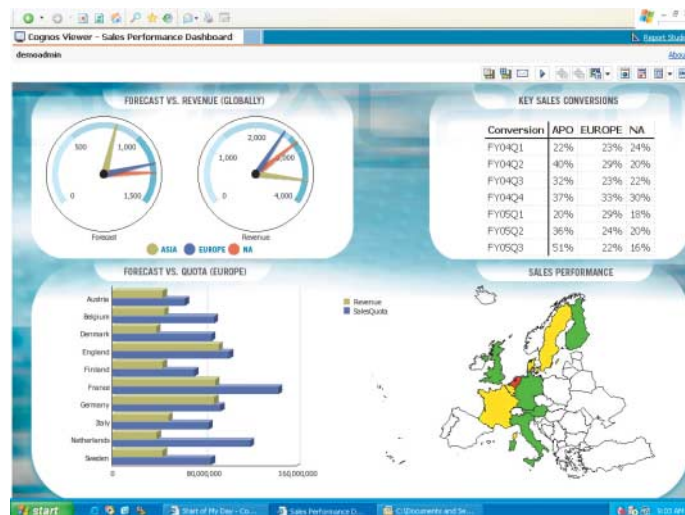 Cognos Viewer - Sales Performance Dashboard
Report Studio
demoadmin
FORECAST VS. REVENUE (GLOBALLY)
500
1,000
0
1,500
Forecast
2,000
1,000
0
4,000
Revenue
ASIA
EUROPE
NA
KEY SALES CONVERSIONS
Conversion APO EUROPE NA
FY04Q1 22% 23% 24%
FY04Q2 40% 29% 20%
FY04Q3 32% 23% 22%
FY04Q4 37% 33% 30%
FY05Q1 20% 29% 18%
FY05Q2 36% 24% 20%
FY05Q3 51% 22% 16%
FORECAST VS. QUOTA (EUROPE)
Revenue
SalesQuota
Austria
Belgium
Denmark
England
Finland
France
Germany
Italy
Netherlands
Sweden
0
80,000,000
160,000,000
SALES PERFORMANCE
start
Start of My Day - Co...
Sales Performance D...
C:\Documents and Se...
9:03 AM